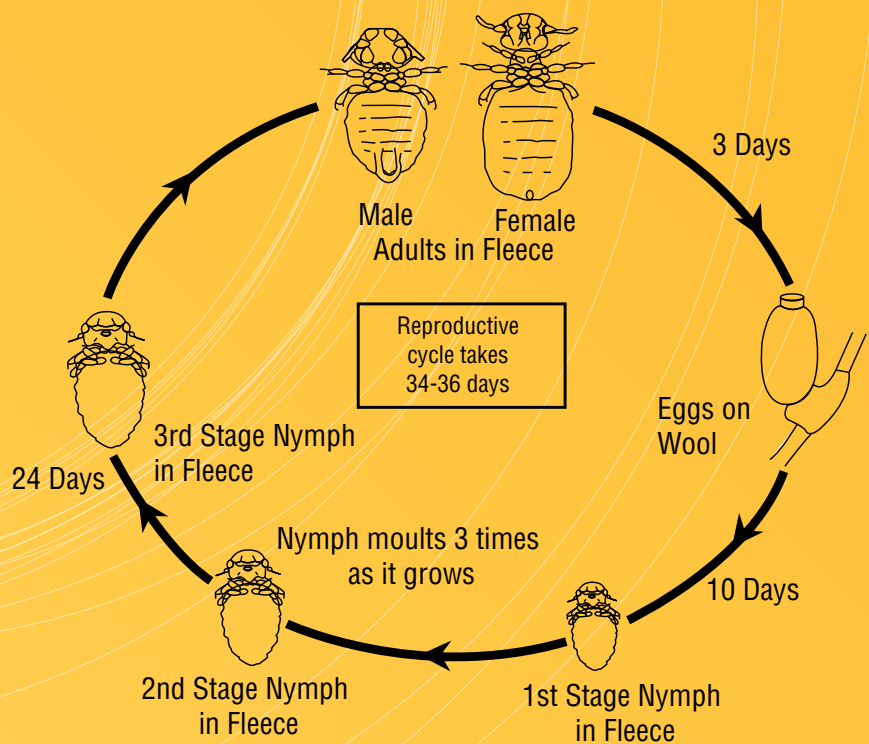 3 Days
Male
Female
Adults in Fleece
Reproductive
cycle takes
34-36 days
Eggs on
Wool
3rd Stage Nymph
in Fleece
24 Days
Nymph moults 3 times
as it grows
10 Days
2nd Stage Nymph
in Fleece
1st Stage Nymph
in Fleece